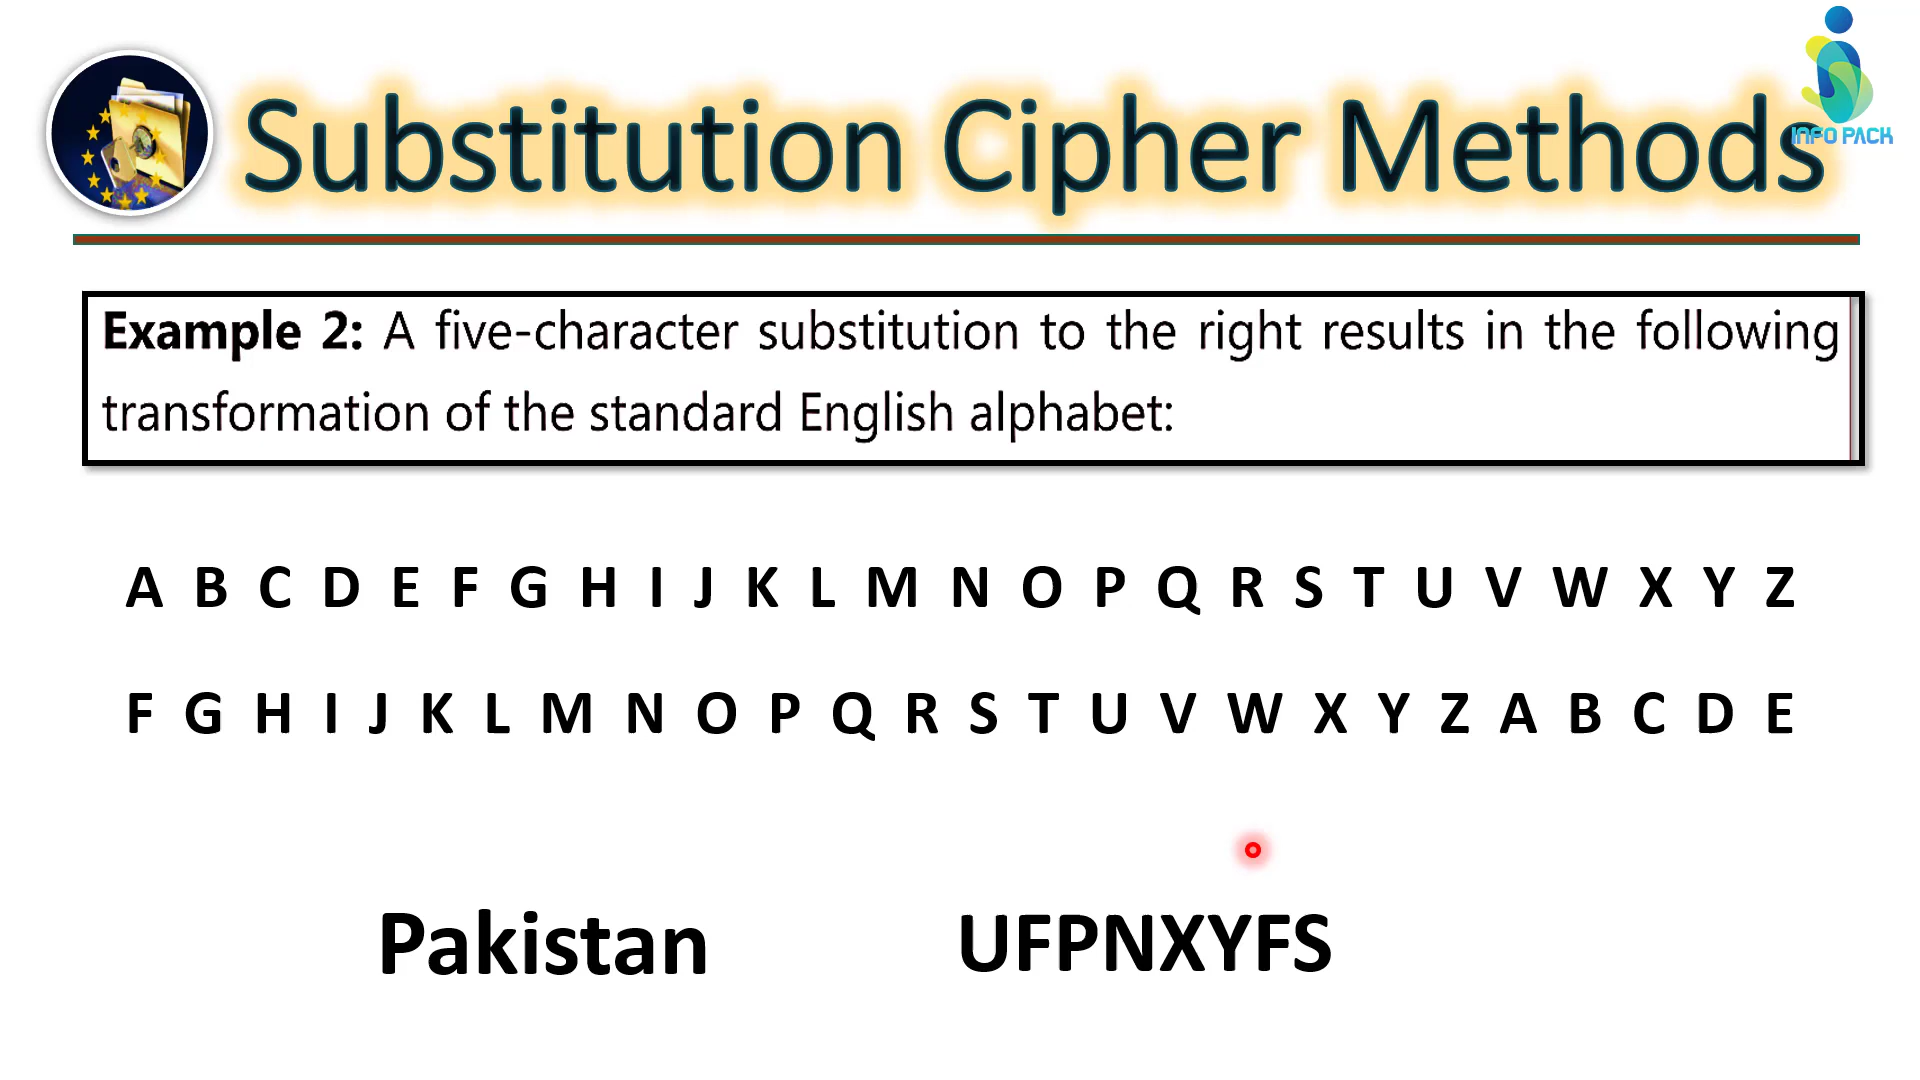 INFO PACK
Substitution Cipher Methods
Example 2: A five-character substitution to the right results in the following
transformation of the standard English alphabet:
A B C D E F G H I J K L M N O P Q R S T U V W X Y Z
F G H I J K L M N O P Q R S T U V W X Y Z A B C D E
Pakistan UFPNXYFS